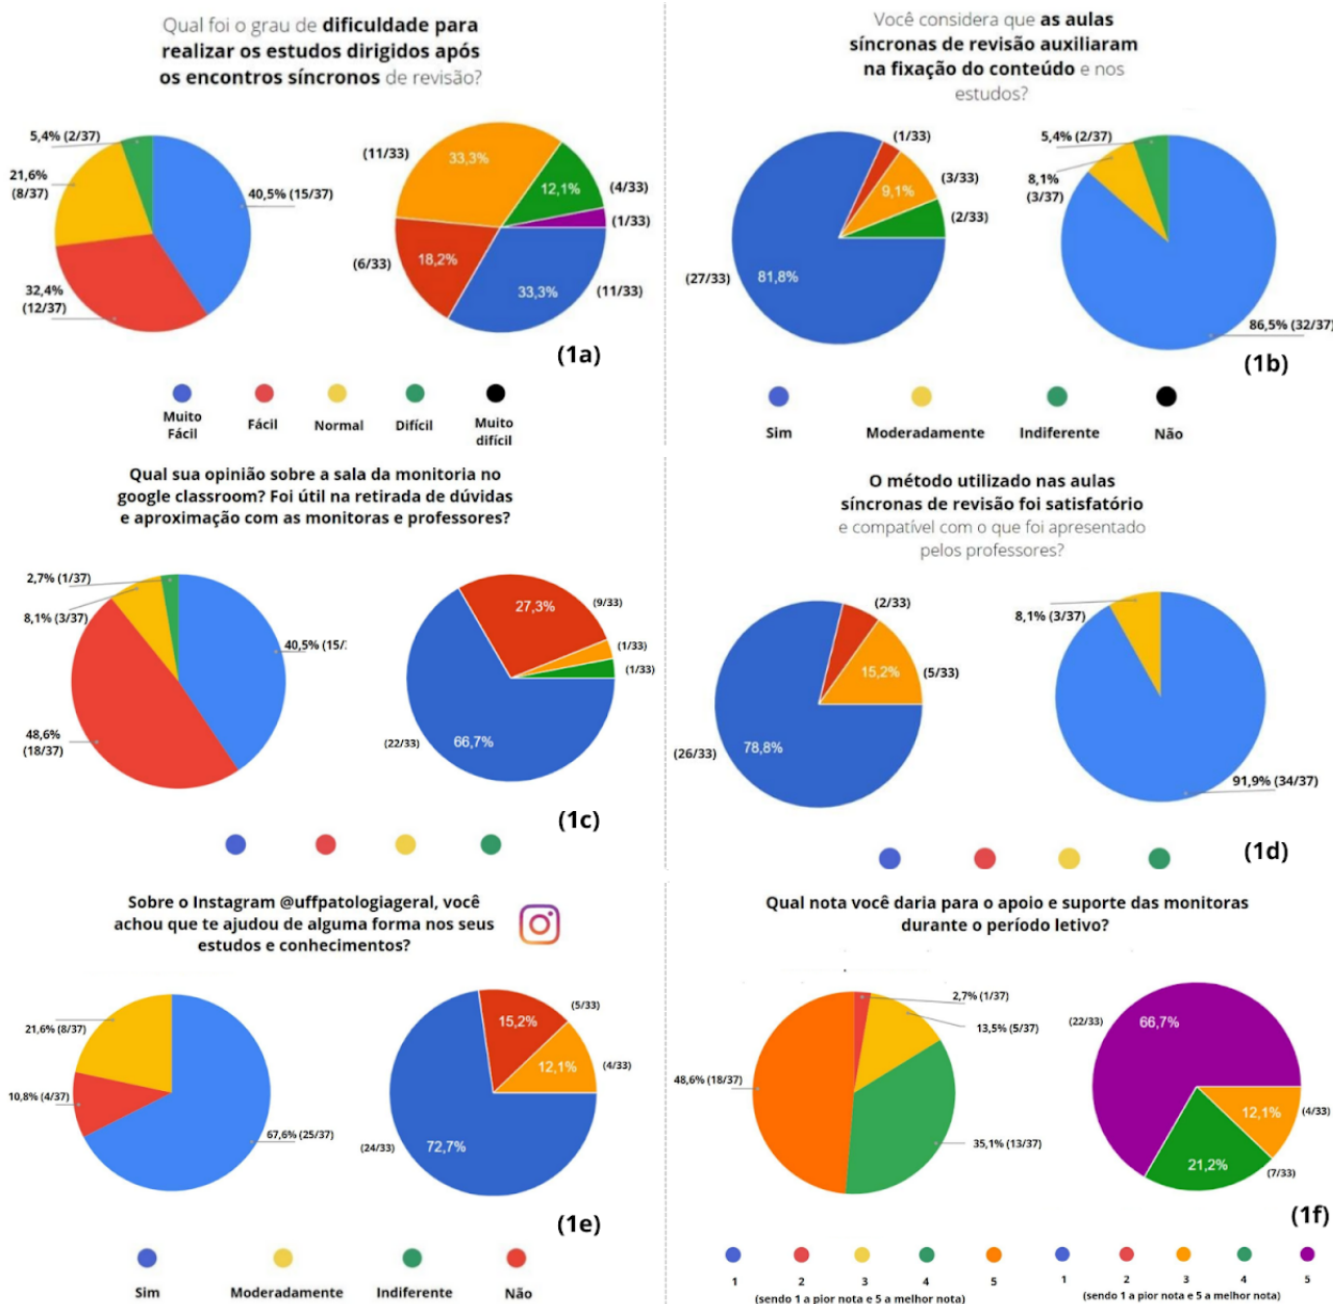 Qual foi o grau de dificuldade para
realizar os estudos dirigidos após
os encontros síncronos de revisão?
5,4% (2/37)
21,6%
(8/37)
40,5% (15/37)
32,4%
(12/37)
(11/33)
33,3%
12,1%
(4/33)
(1/33)
(6/33)
18,2%
33,3%
(11/33)
(1a)
Muito
Fácil
Fácil
Normal
Difícil
Muito
difícil
Você considera que as aulas
síncronas de revisão auxiliaram
na fixação do conteúdo e nos
estudos?
(1/33)
(3/33)
9,1%
(2/33)
(27/33)
81,8%
5,4% (2/37)
8,1%
(3/37)
86,5% (32/37)
(1b)
Sim
Moderadamente
Indiferente
Não
Qual sua opinião sobre a sala da monitoria no
google classroom? Foi útil na retirada de dúvidas
e aproximação com as monitoras e professores?
2,7% (1/37)
8,1% (3/37)
40,5% (15/
48,6%
(18/37)
27,3%
(9/33)
(1/33)
(1/33)
(22/33)
66,7%
(1c)
O método utilizado nas aulas
síncronas de revisão foi satisfatório
e compatível com o que foi apresentado
pelos professores?
(2/33)
15,2%
(5/33)
(26/33)
78,8%
8,1% (3/37)
91,9% (34/37)
(1d)
Sobre o Instagram @uffpatologiageral, você
achou que te ajudou de alguma forma nos seus
estudos e conhecimentos?
21,6% (8/37)
10,8% (4/37)
67,6% (25/37)
(5/33)
15,2%
12,1%
(4/33)
(24/33)
72,7%
(1e)
Sim
Moderadamente
Indiferente
Não
Qual nota você daria para o apoio e suporte das monitoras
durante o período letivo?
2,7% (1/37)
13,5% (5/37)
48,6% (18/37)
35,1% (13/37)
(22/33)
66,7%
12,1%
(4/33)
21,2%
(7/33)
(1f)
1 2 3 4 5
(sendo 1 a pior nota e 5 a melhor nota)
1 2 3 4 5
(sendo 1 a pior nota e 5 a melhor nota)